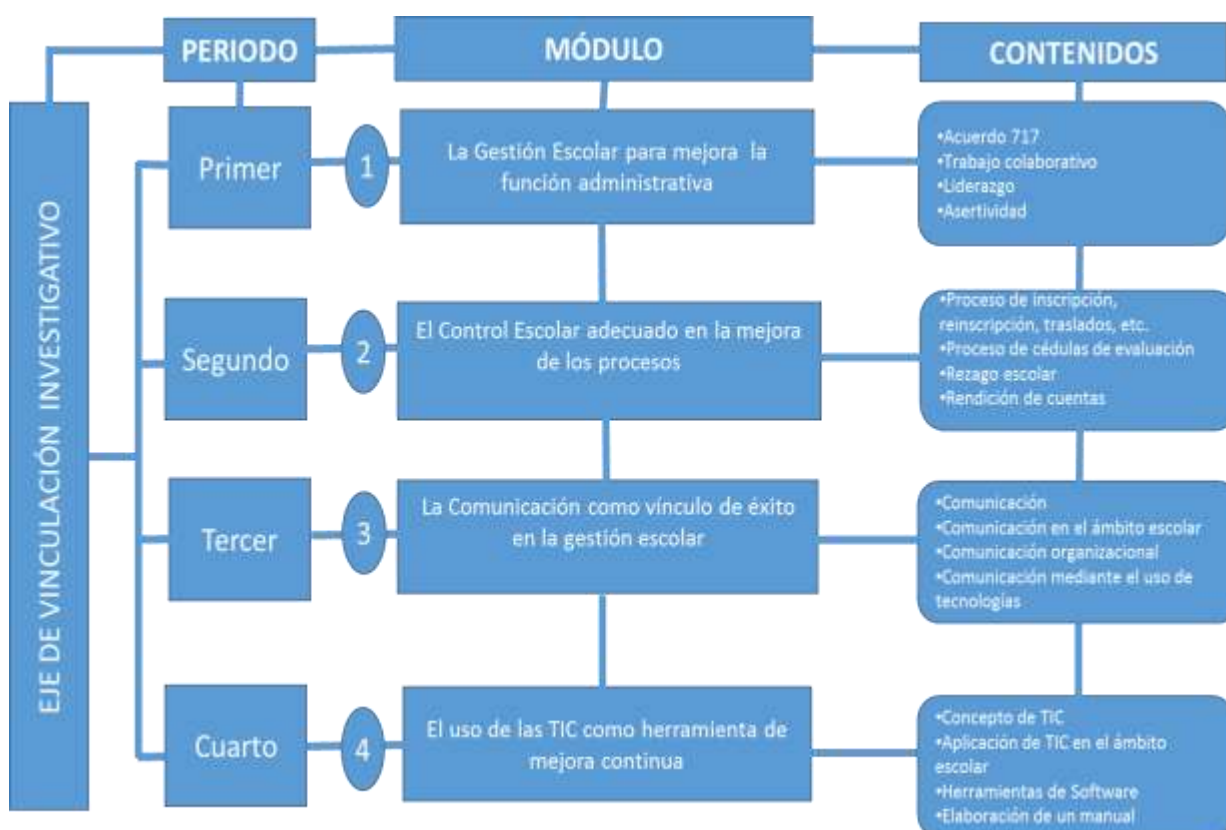 PERIODO
MÓDULO
CONTENIDOS
EJE DE VINCULACIÓN INVESTIGATIVO
Primer
1
La Gestión Escolar para mejora la
función administrativa
•Acuerdo 717
•Trabajo colaborativo
•Liderazgo
•Asertividad
Segundo
2
El Control Escolar adecuado en la mejora
de los procesos
•Proceso de inscripción,
reinscripción, traslados, etc.
•Proceso de cédulas de evaluación
•Rezago escolar
•Rendición de cuentas
Tercer
3
La Comunicación como vínculo de éxito
en la gestión escolar
•Comunicación
•Comunicación en el ámbito escolar
•Comunicación organizacional
•Comunicación mediante el uso de
tecnologías
Cuarto
4
El uso de las TIC como herramienta de
mejora continua
•Concepto de TIC
•Aplicación de TIC en el ámbito
escolar
•Herramientas de Software
•Elaboración de un manual